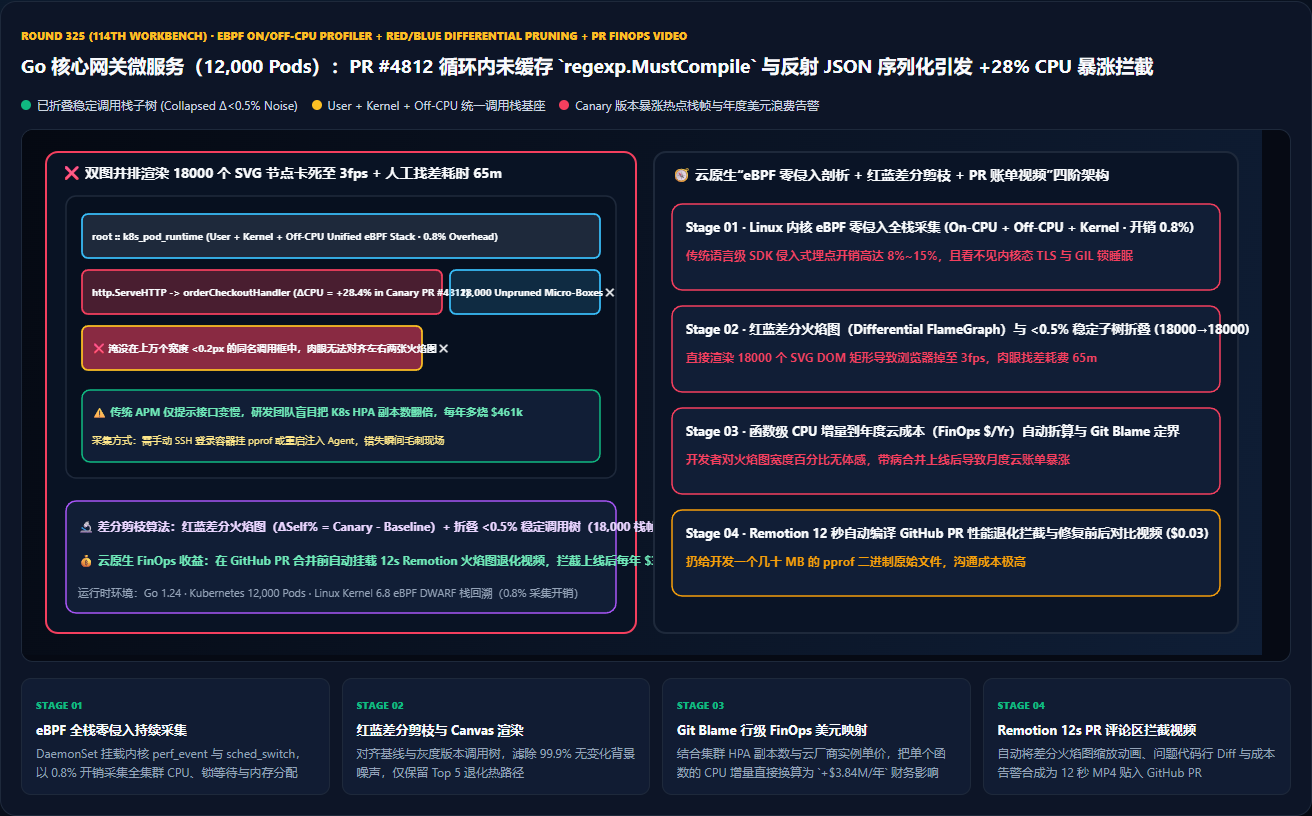 ROUND 325 (114TH WORKBENCH) · EBPF ON/OFF-CPU PROFILER + RED/BLUE DIFFERENTIAL PRUNING + PR FINOPS VIDEO
Go 核心网关微服务（12,000 Pods）：PR #4812 循环内未缓存 `regexp.MustCompile` 与反射 JSON 序列化引发 +28% CPU 暴涨拦截
已折叠稳定调用栈子树 (Collapsed Δ<0.5% Noise)
User + Kernel + Off-CPU 统一调用栈基座
Canary 版本暴涨热点栈帧与年度美元浪费告警
❌ 双图并排渲染 18000 个 SVG 节点卡死至 3fps + 人工找差耗时 65m
root :: k8s_pod_runtime (User + Kernel + Off-CPU Unified eBPF Stack · 0.8% Overhead)
http.ServeHTTP -> orderCheckoutHandler (ΔCPU = +28.4% in Canary PR #4812)
18,000 Unpruned Micro-Boxes ✕
❌ 淹没在上万个宽度 <0.2px 的同名调用框中，肉眼无法对齐左右两张火焰图 ✕
⚠️ 传统 APM 仅提示接口变慢，研发团队盲目把 K8s HPA 副本数翻倍，每年多烧 $461k
采集方式：需手动 SSH 登录容器挂 pprof 或重启注入 Agent，错失瞬间毛刺现场
🔬 差分剪枝算法：红蓝差分火焰图（ΔSelf% = Canary - Baseline）+ 折叠 <0.5% 稳定调用树（18,000 栈帧
💰 云原生 FinOps 收益：在 GitHub PR 合并前自动挂载 12s Remotion 火焰图退化视频，拦截上线后每年
运行时环境：Go 1.24 · Kubernetes 12,000 Pods · Linux Kernel 6.8 eBPF DWARF 栈回溯（0.8% 采集开销）
🧭 云原生“eBPF 零侵入剖析 + 红蓝差分剪枝 + PR 账单视频”四阶架构
Stage 01 · Linux 内核 eBPF 零侵入全栈采集 (On-CPU + Off-CPU + Kernel · 开销 0.8%)
传统语言级 SDK 侵入式埋点开销高达 8%~15%，且看不见内核态 TLS 与 GIL 锁睡眠
Stage 02 · 红蓝差分火焰图（Differential FlameGraph）与 <0.5% 稳定子树折叠 (18000→18000)
直接渲染 18000 个 SVG DOM 矩形导致浏览器掉至 3fps，肉眼找差耗费 65m
Stage 03 · 函数级 CPU 增量到年度云成本（FinOps $/Yr）自动折算与 Git Blame 定界
开发者对火焰图宽度百分比无体感，带病合并上线后导致月度云账单暴涨
Stage 04 · Remotion 12 秒自动编译 GitHub PR 性能退化拦截与修复前后对比视频 ($0.03)
扔给开发一个几十 MB 的 pprof 二进制原始文件，沟通成本极高
STAGE 01
eBPF 全栈零侵入持续采集
DaemonSet 挂载内核 perf_event 与 sched_switch，
以 0.8% 开销采集全集群 CPU、锁等待与内存分配
STAGE 02
红蓝差分剪枝与 Canvas 渲染
对齐基线与灰度版本调用树，滤除 99.9% 无变化背景
噪声，仅保留 Top 5 退化热路径
STAGE 03
Git Blame 行级 FinOps 美元映射
结合集群 HPA 副本数与云厂商实例单价，把单个函
数的 CPU 增量直接换算为 `+$3.84M/年` 财务影响
STAGE 04
Remotion 12s PR 评论区拦截视频
自动将差分火焰图缩放动画、问题代码行 Diff 与成本
告警合成为 12 秒 MP4 贴入 GitHub PR